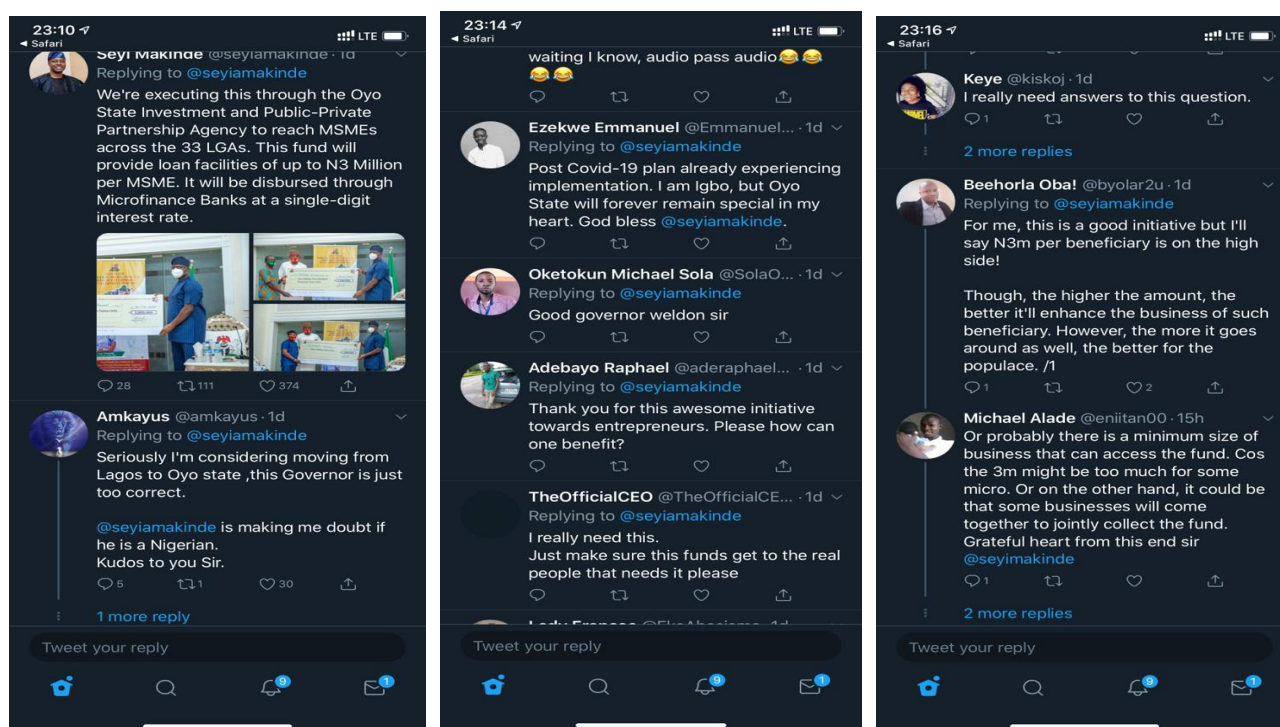 23:10
LTE
Safari
Seyi Makinde @seyiamakinde · 1d
Replying to @seyiamakinde
We're executing this through the Oyo
State Investment and Public-Private
Partnership Agency to reach MSMEs
across the 33 LGAs. This fund will
provide loan facilities of up to N3 Million
per MSME. It will be disbursed through
Microfinance Banks at a single-digit
interest rate.
28 111 374
Amkayus @amkayus · 1d
Replying to @seyiamakinde
Seriously I'm considering moving from
Lagos to Oyo state ,this Governor is just
too correct.
@seyiamakinde is making me doubt if
he is a Nigerian.
Kudos to you Sir.
5 1 30
1 more reply
Tweet your reply
9 1
23:14
LTE
Safari
waiting I know, audio pass audio😂😂
😂😂
Ezekwe Emmanuel @Emmanuel... · 1d
Replying to @seyiamakinde
Post Covid-19 plan already experiencing
implementation. I am Igbo, but Oyo
State will forever remain special in my
heart. God bless @seyiamakinde.
Oketokun Michael Sola @SolaO... · 1d
Replying to @seyiamakinde
Good governor weldon sir
Adebayo Raphael @aderaphael... · 1d
Replying to @seyiamakinde
Thank you for this awesome initiative
towards entrepreneurs. Please how can
one benefit?
TheOfficialCEO @TheOfficialCE... · 1d
Replying to @seyiamakinde
I really need this.
Just make sure this funds get to the real
people that needs it please
Tweet your reply
9 1
23:16
LTE
Safari
Keye @kiskoj · 1d
I really need answers to this question.
1
2 more replies
Beehorla Oba! @byolar2u · 1d
Replying to @seyiamakinde
For me, this is a good initiative but I'll
say N3m per beneficiary is on the high
side!
Though, the higher the amount, the
better it'll enhance the business of such
beneficiary. However, the more it goes
around as well, the better for the
populace. /1
1 2
Michael Alade @eniitan00 · 15h
Or probably there is a minimum size of
business that can access the fund. Cos
the 3m might be too much for some
micro. Or on the other hand, it could be
that some businesses will come
together to jointly collect the fund.
Grateful heart from this end sir
@seyimakinde
1
2 more replies
Tweet your reply
9 1